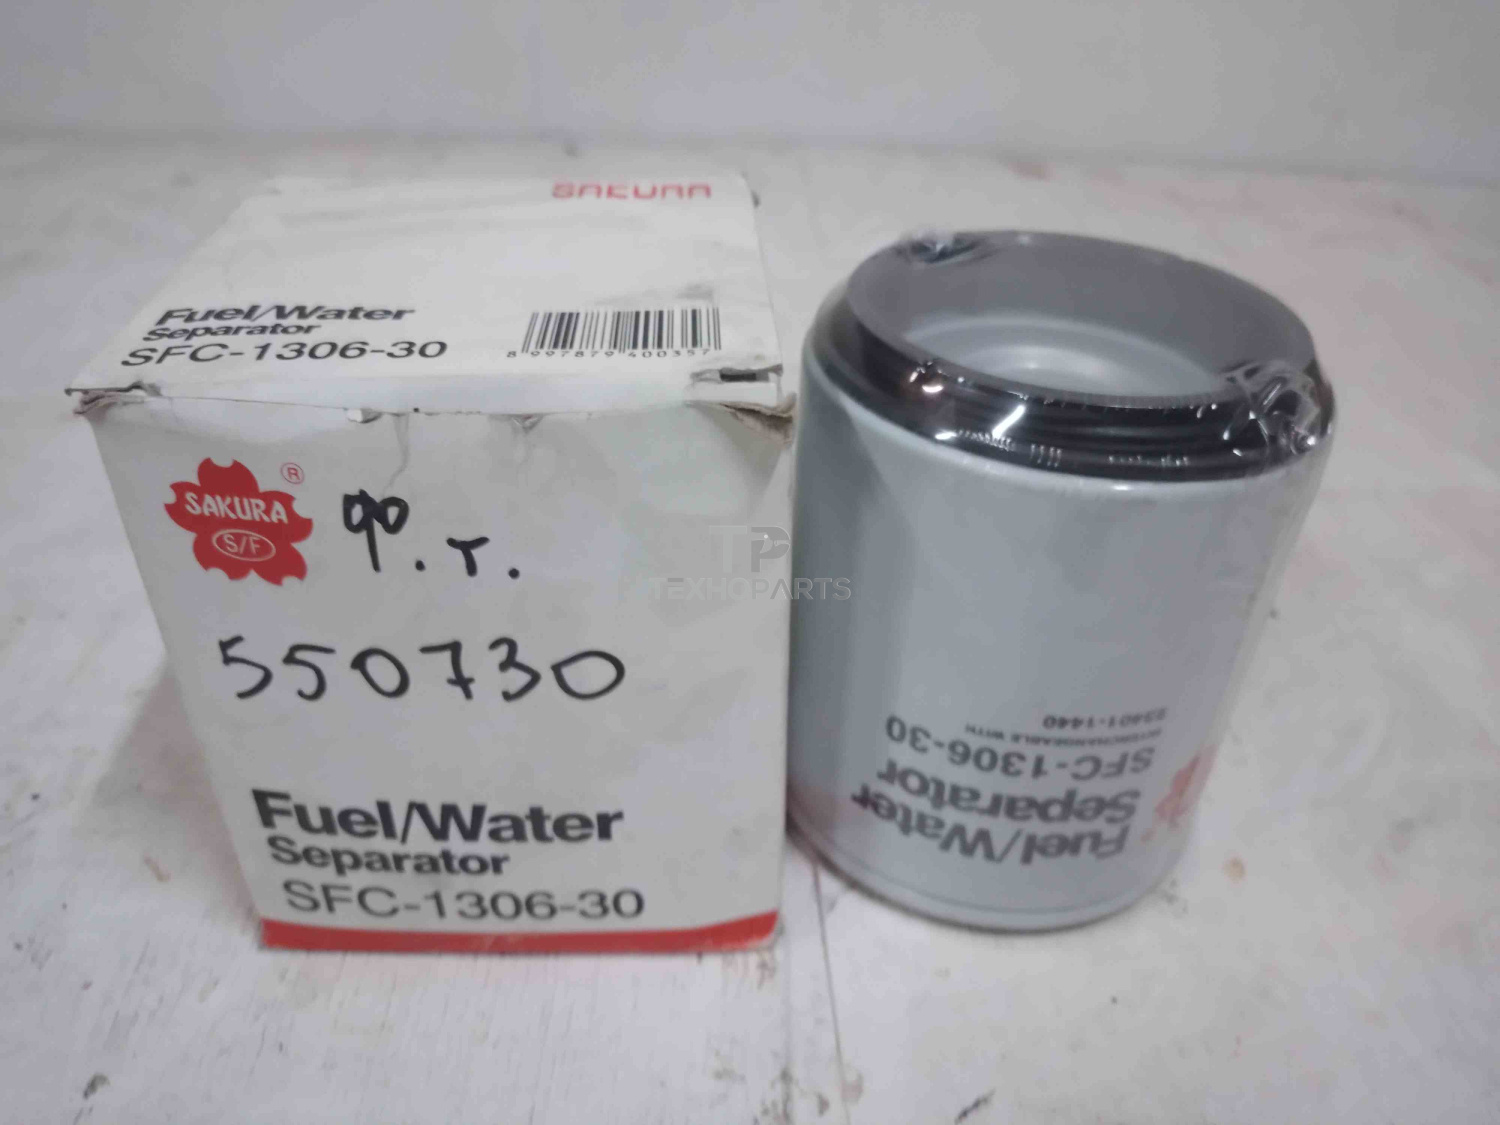 SAKURA
Fuel/Water
Separator
SFC-1306-30
8 997879 400357
SAKURA ®
S/F
ф.т.
550730
Fuel/Water
Separator
SFC-1306-30
TP
TEXHOPARTS
Fuel/Water
Separator
SFC-1306-30
INTERCHANGEABLE WITH
23401-1440